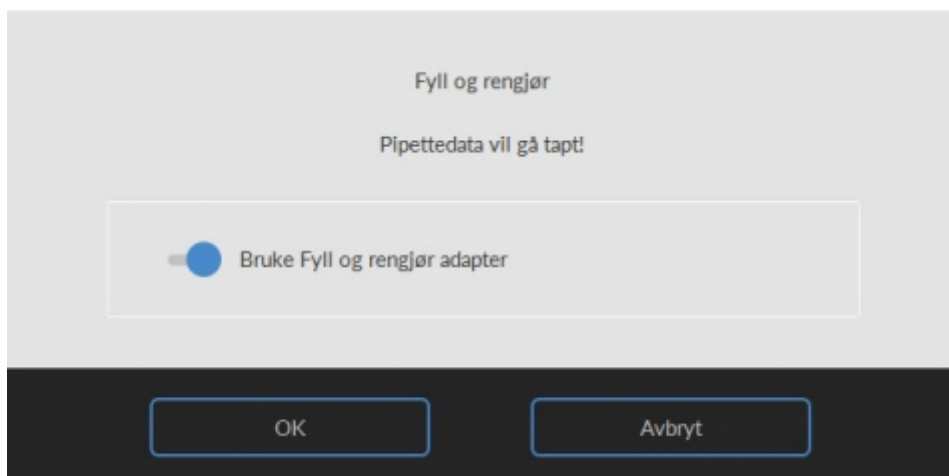 Fyll og rengjør
Pipettedata vil gå tapt!
Bruke Fyll og rengjør adapter
OK
Avbryt